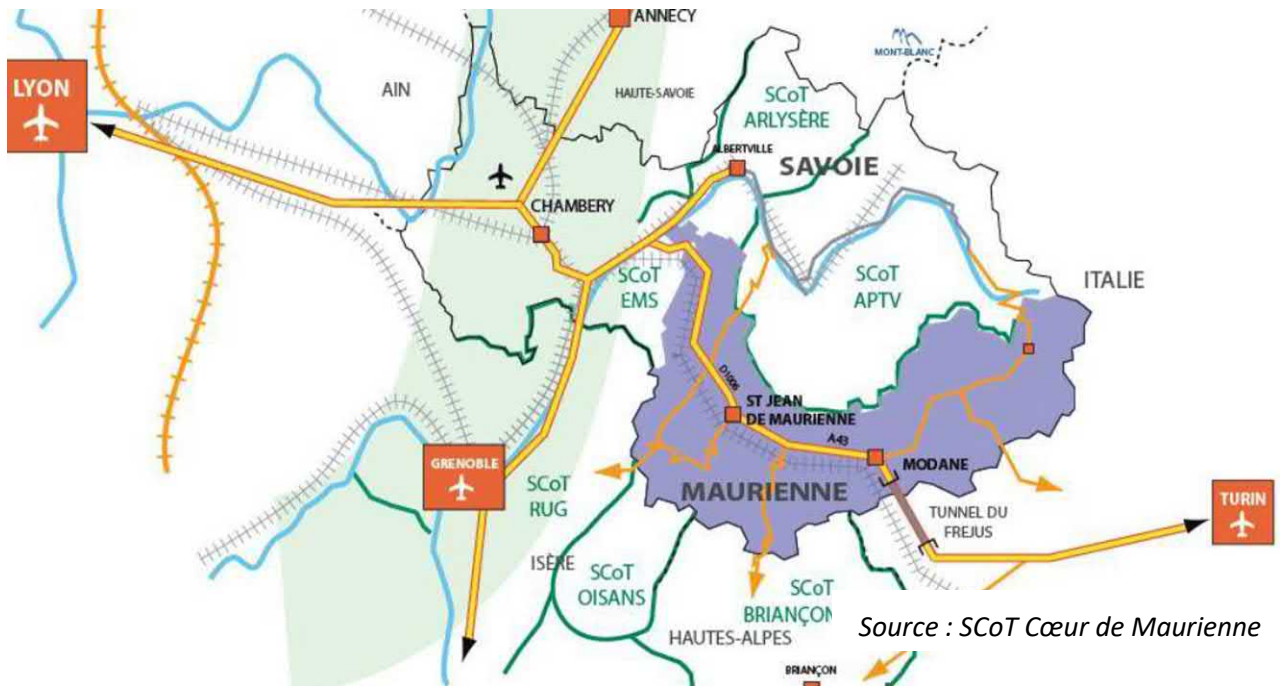 ANNECY
MONT-BLANC
LYON
AIN
HAUTE-SAVOIE
SCoT
ARLYSÈRE
ALBERTVILLE
SAVOIE
CHAMBERY
SCoT
EMS
SCoT
APTV
ITALIE
D1006
ST JEAN
DE MAURIENNE
A43
MODANE
GRENOBLE
SCoT
RUG
MAURIENNE
TUNNEL DU
FREJUS
TURIN
ISÈRE
SCoT
OISANS
SCoT
BRIANÇON
HAUTES-ALPES
Source : SCoT Cœur de Maurienne
BRIANÇON